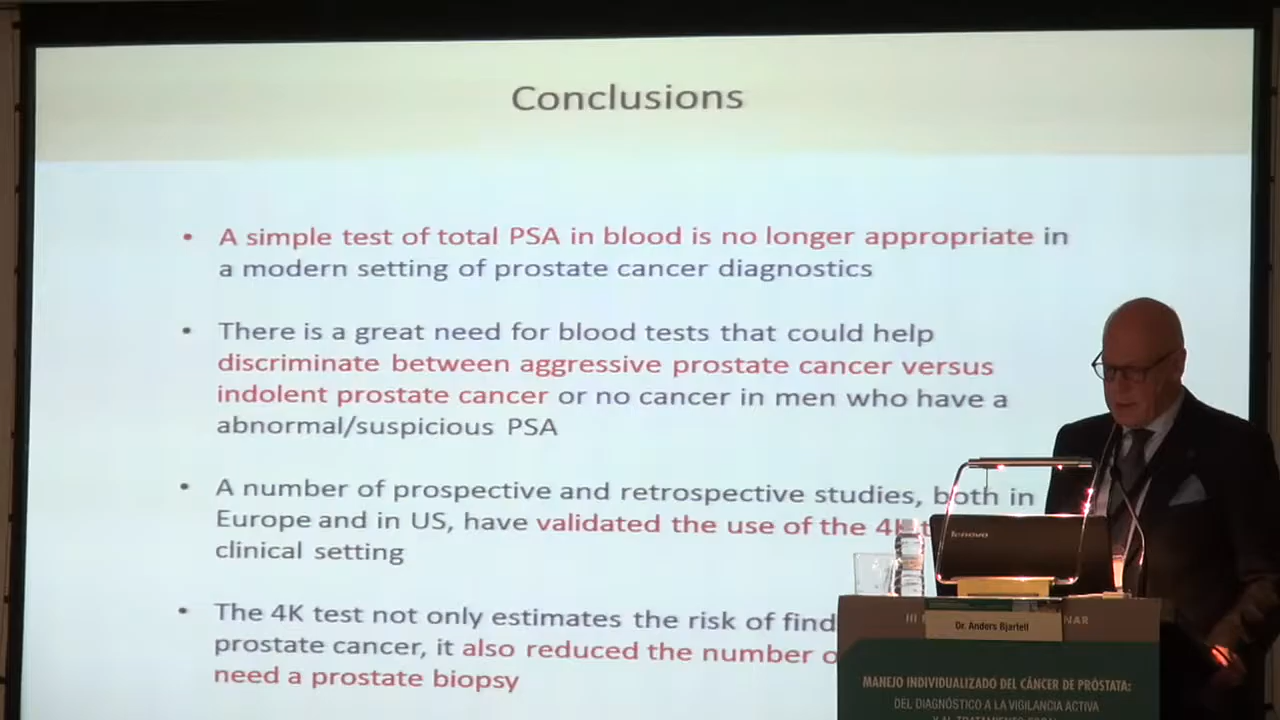 Conclusions
• A simple test of total PSA in blood is no longer appropriate in
a modern setting of prostate cancer diagnostics
• There is a great need for blood tests that could help
discriminate between aggressive prostate cancer versus
indolent prostate cancer or no cancer in men who have a
abnormal/suspicious PSA
• A number of prospective and retrospective studies, both in
Europe and in US, have validated the use of the 4K
clinical setting
• The 4K test not only estimates the risk of find
prostate cancer, it also reduced the number
need a prostate biopsy
lenovo
III
NAR
Dr. Anders Bjartell
MANEJO INDIVIDUALIZADO DEL CÁNCER DE PRÓSTATA:
DEL DIAGNÓSTICO A LA VIGILANCIA ACTIVA